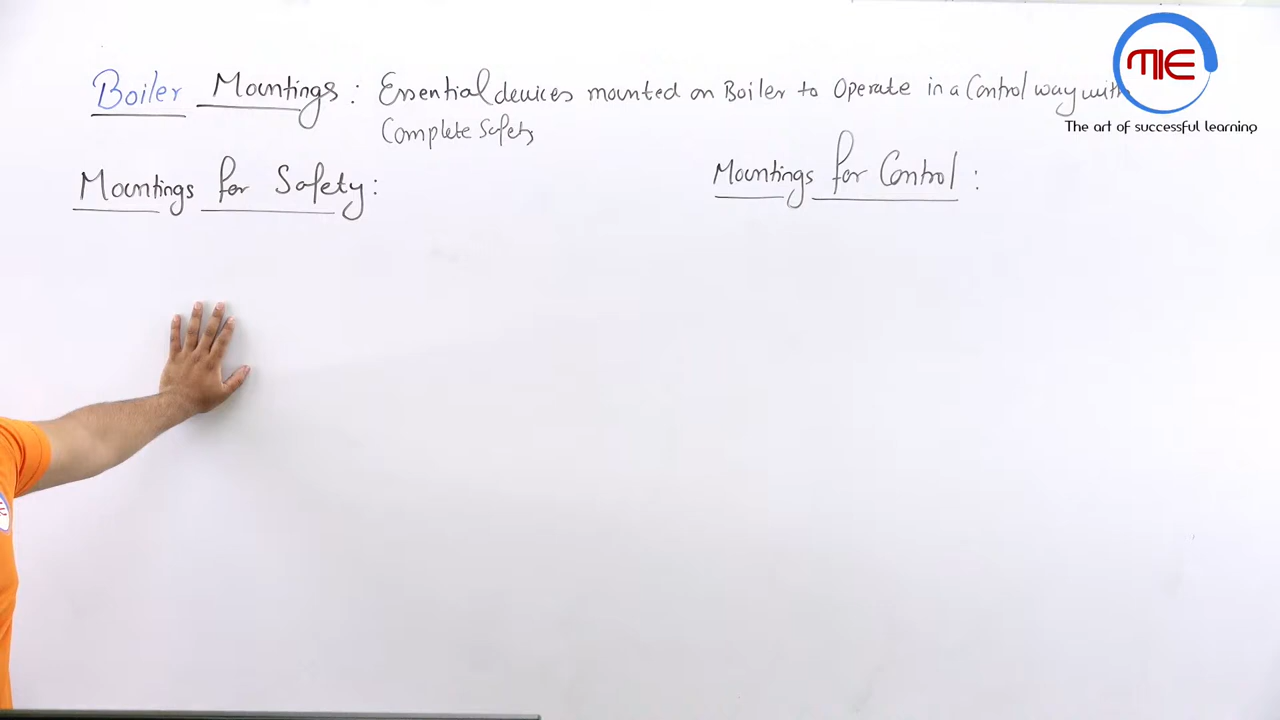 Boiler Mountings : Essential devices mounted on Boiler to Operate in a Control way with
Complete Safety
Mountings for Safety :
Mountings for Control :
MIE
The art of successful learning